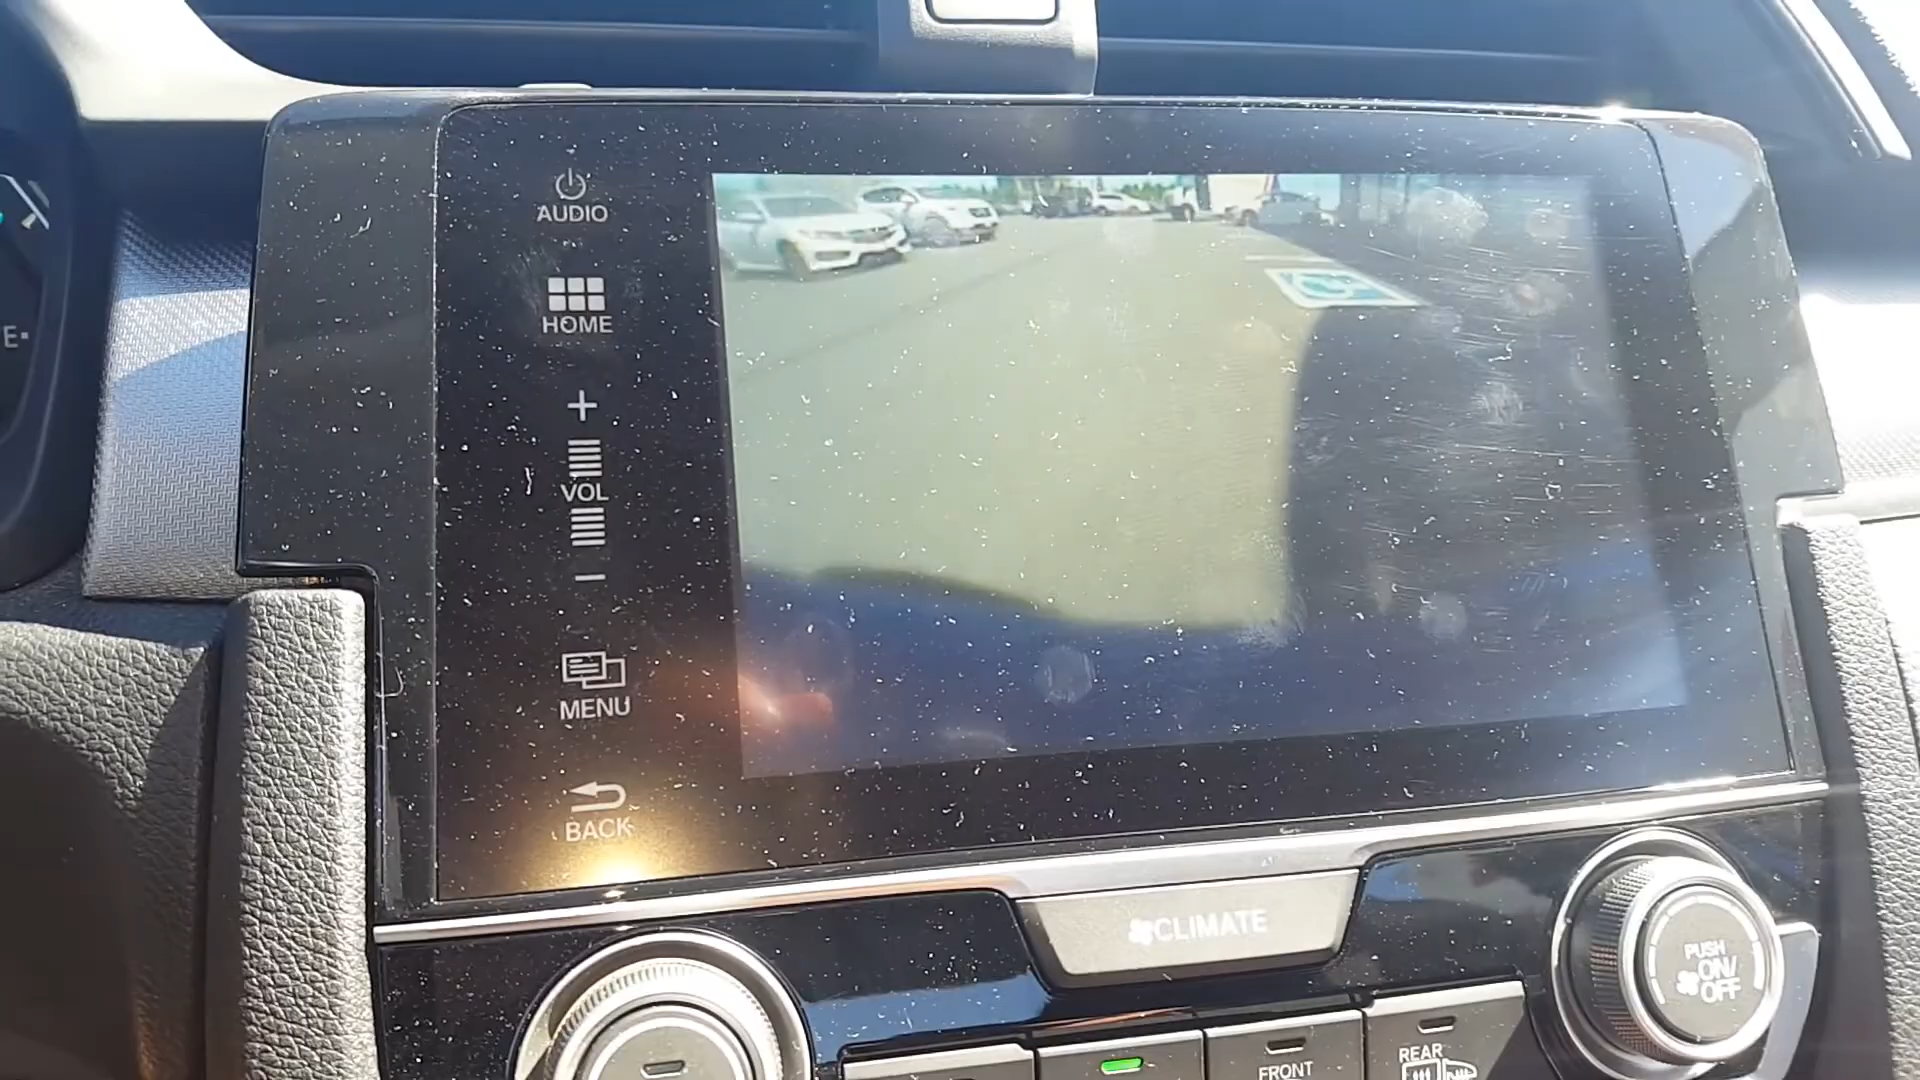 AUDIO
HOME
+
VOL
−
MENU
BACK
E
CLIMATE
PUSH
ON/
OFF
FRONT
REAR